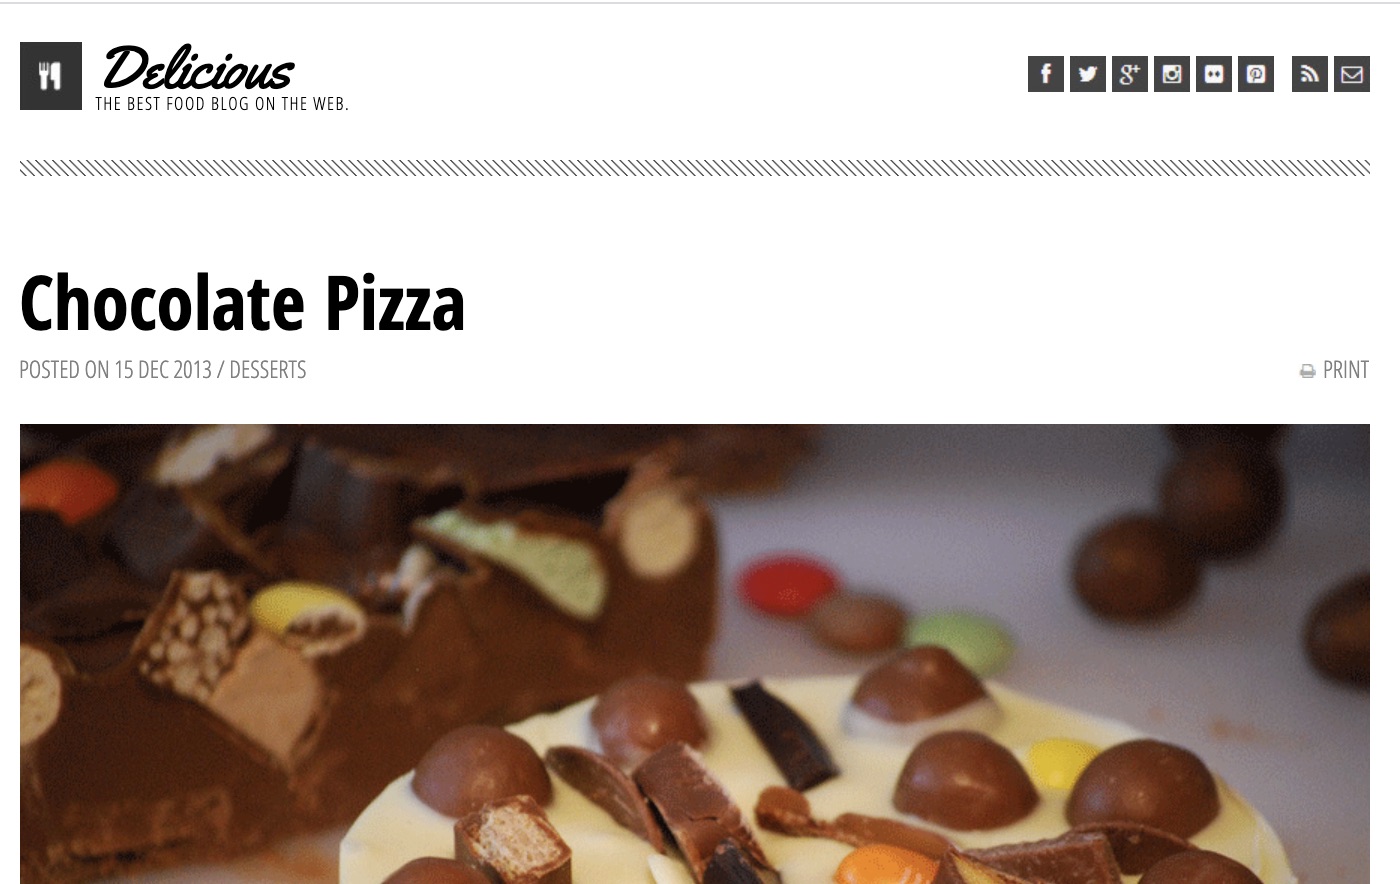 Delicious
THE BEST FOOD BLOG ON THE WEB.
Chocolate Pizza
POSTED ON 15 DEC 2013 / DESSERTS
PRINT